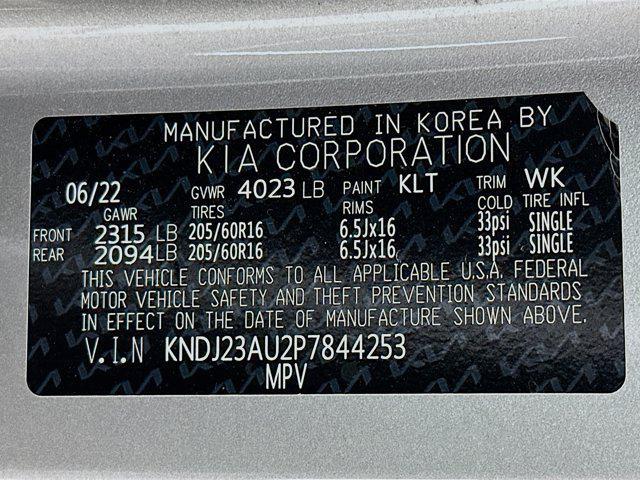 MANUFACTURED IN KOREA BY
KIA CORPORATION
06/22 GVWR 4023 LB PAINT KLT TRIM WK
GAWR TIRES RIMS COLD TIRE INFL
FRONT 2315 LB 205/60R16 6.5Jx16 33psi SINGLE
REAR 2094 LB 205/60R16 6.5Jx16 33psi SINGLE
THIS VEHICLE CONFORMS TO ALL APPLICABLE U.S.A. FEDERAL
MOTOR VEHICLE SAFETY AND THEFT PREVENTION STANDARDS
IN EFFECT ON THE DATE OF MANUFACTURE SHOWN ABOVE.
V.I.N KNDJ23AU2P7844253
MPV